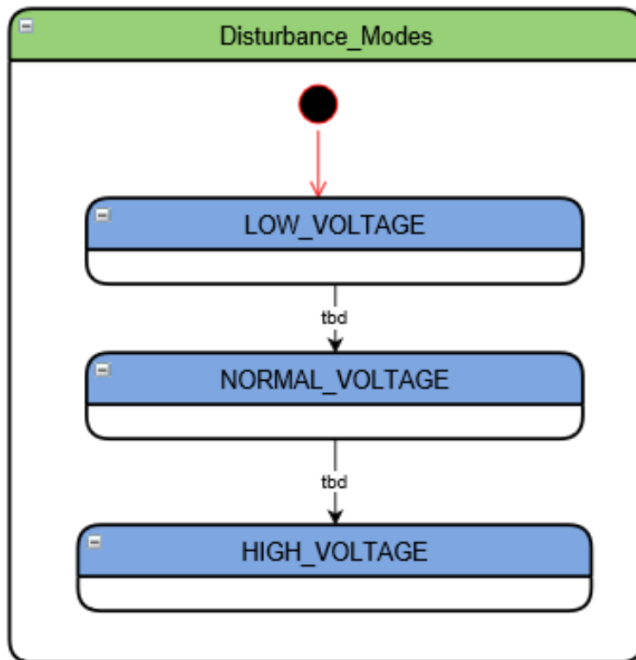 Disturbance_Modes
LOW_VOLTAGE
tbd
NORMAL_VOLTAGE
tbd
HIGH_VOLTAGE